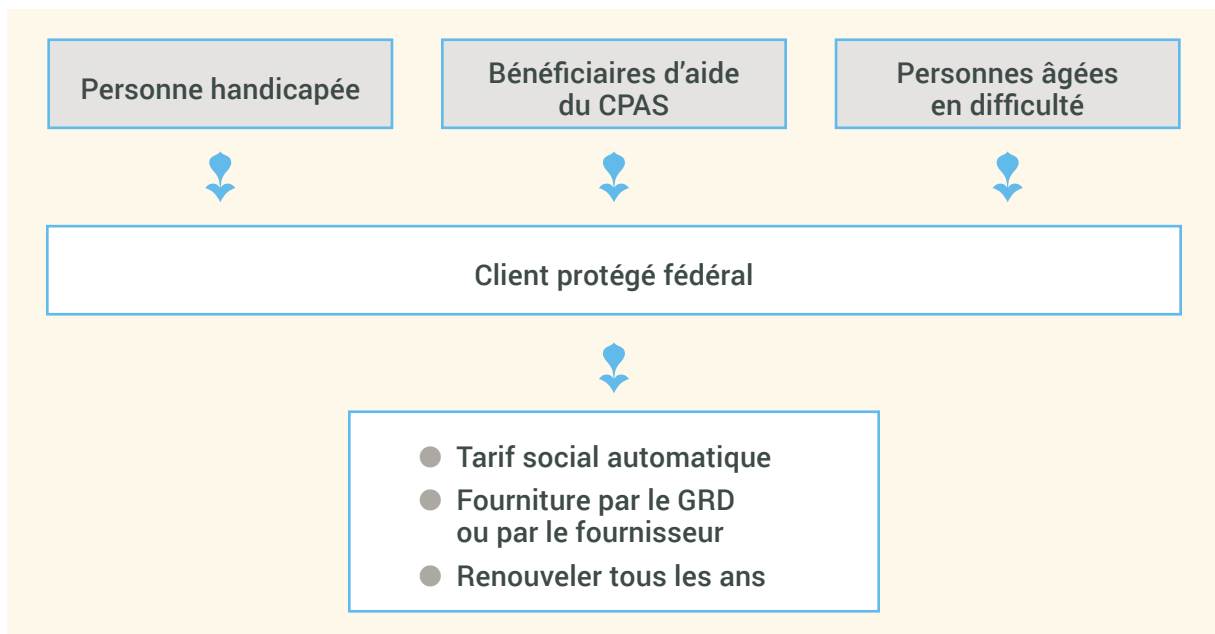 Personne handicapée
Bénéficiaires d'aide
du CPAS
Personnes âgées
en difficulté
Client protégé fédéral
Tarif social automatique
Fourniture par le GRD
ou par le fournisseur
Renouveler tous les ans